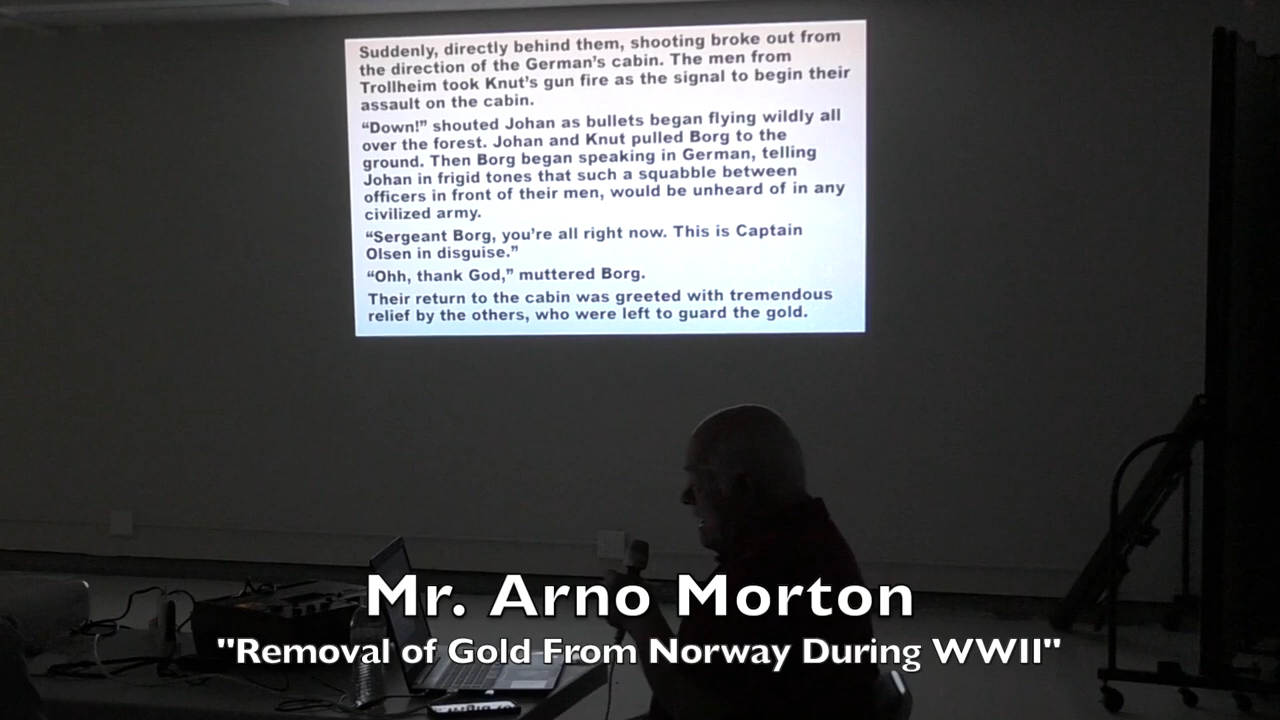 Suddenly, directly behind them, shooting broke out from
the direction of the German's cabin. The men from
Trollheim took Knut's gun fire as the signal to begin their
assault on the cabin.
“Down!” shouted Johan as bullets began flying wildly all
over the forest. Johan and Knut pulled Borg to the
ground. Then Borg began speaking in German, telling
Johan in frigid tones that such a squabble between
officers in front of their men, would be unheard of in any
civilized army.
“Sergeant Borg, you're all right now. This is Captain
Olsen in disguise.”
“Ohh, thank God,” muttered Borg.
Their return to the cabin was greeted with tremendous
relief by the others, who were left to guard the gold.
Mr. Arno Morton
"Removal of Gold From Norway During WWII"